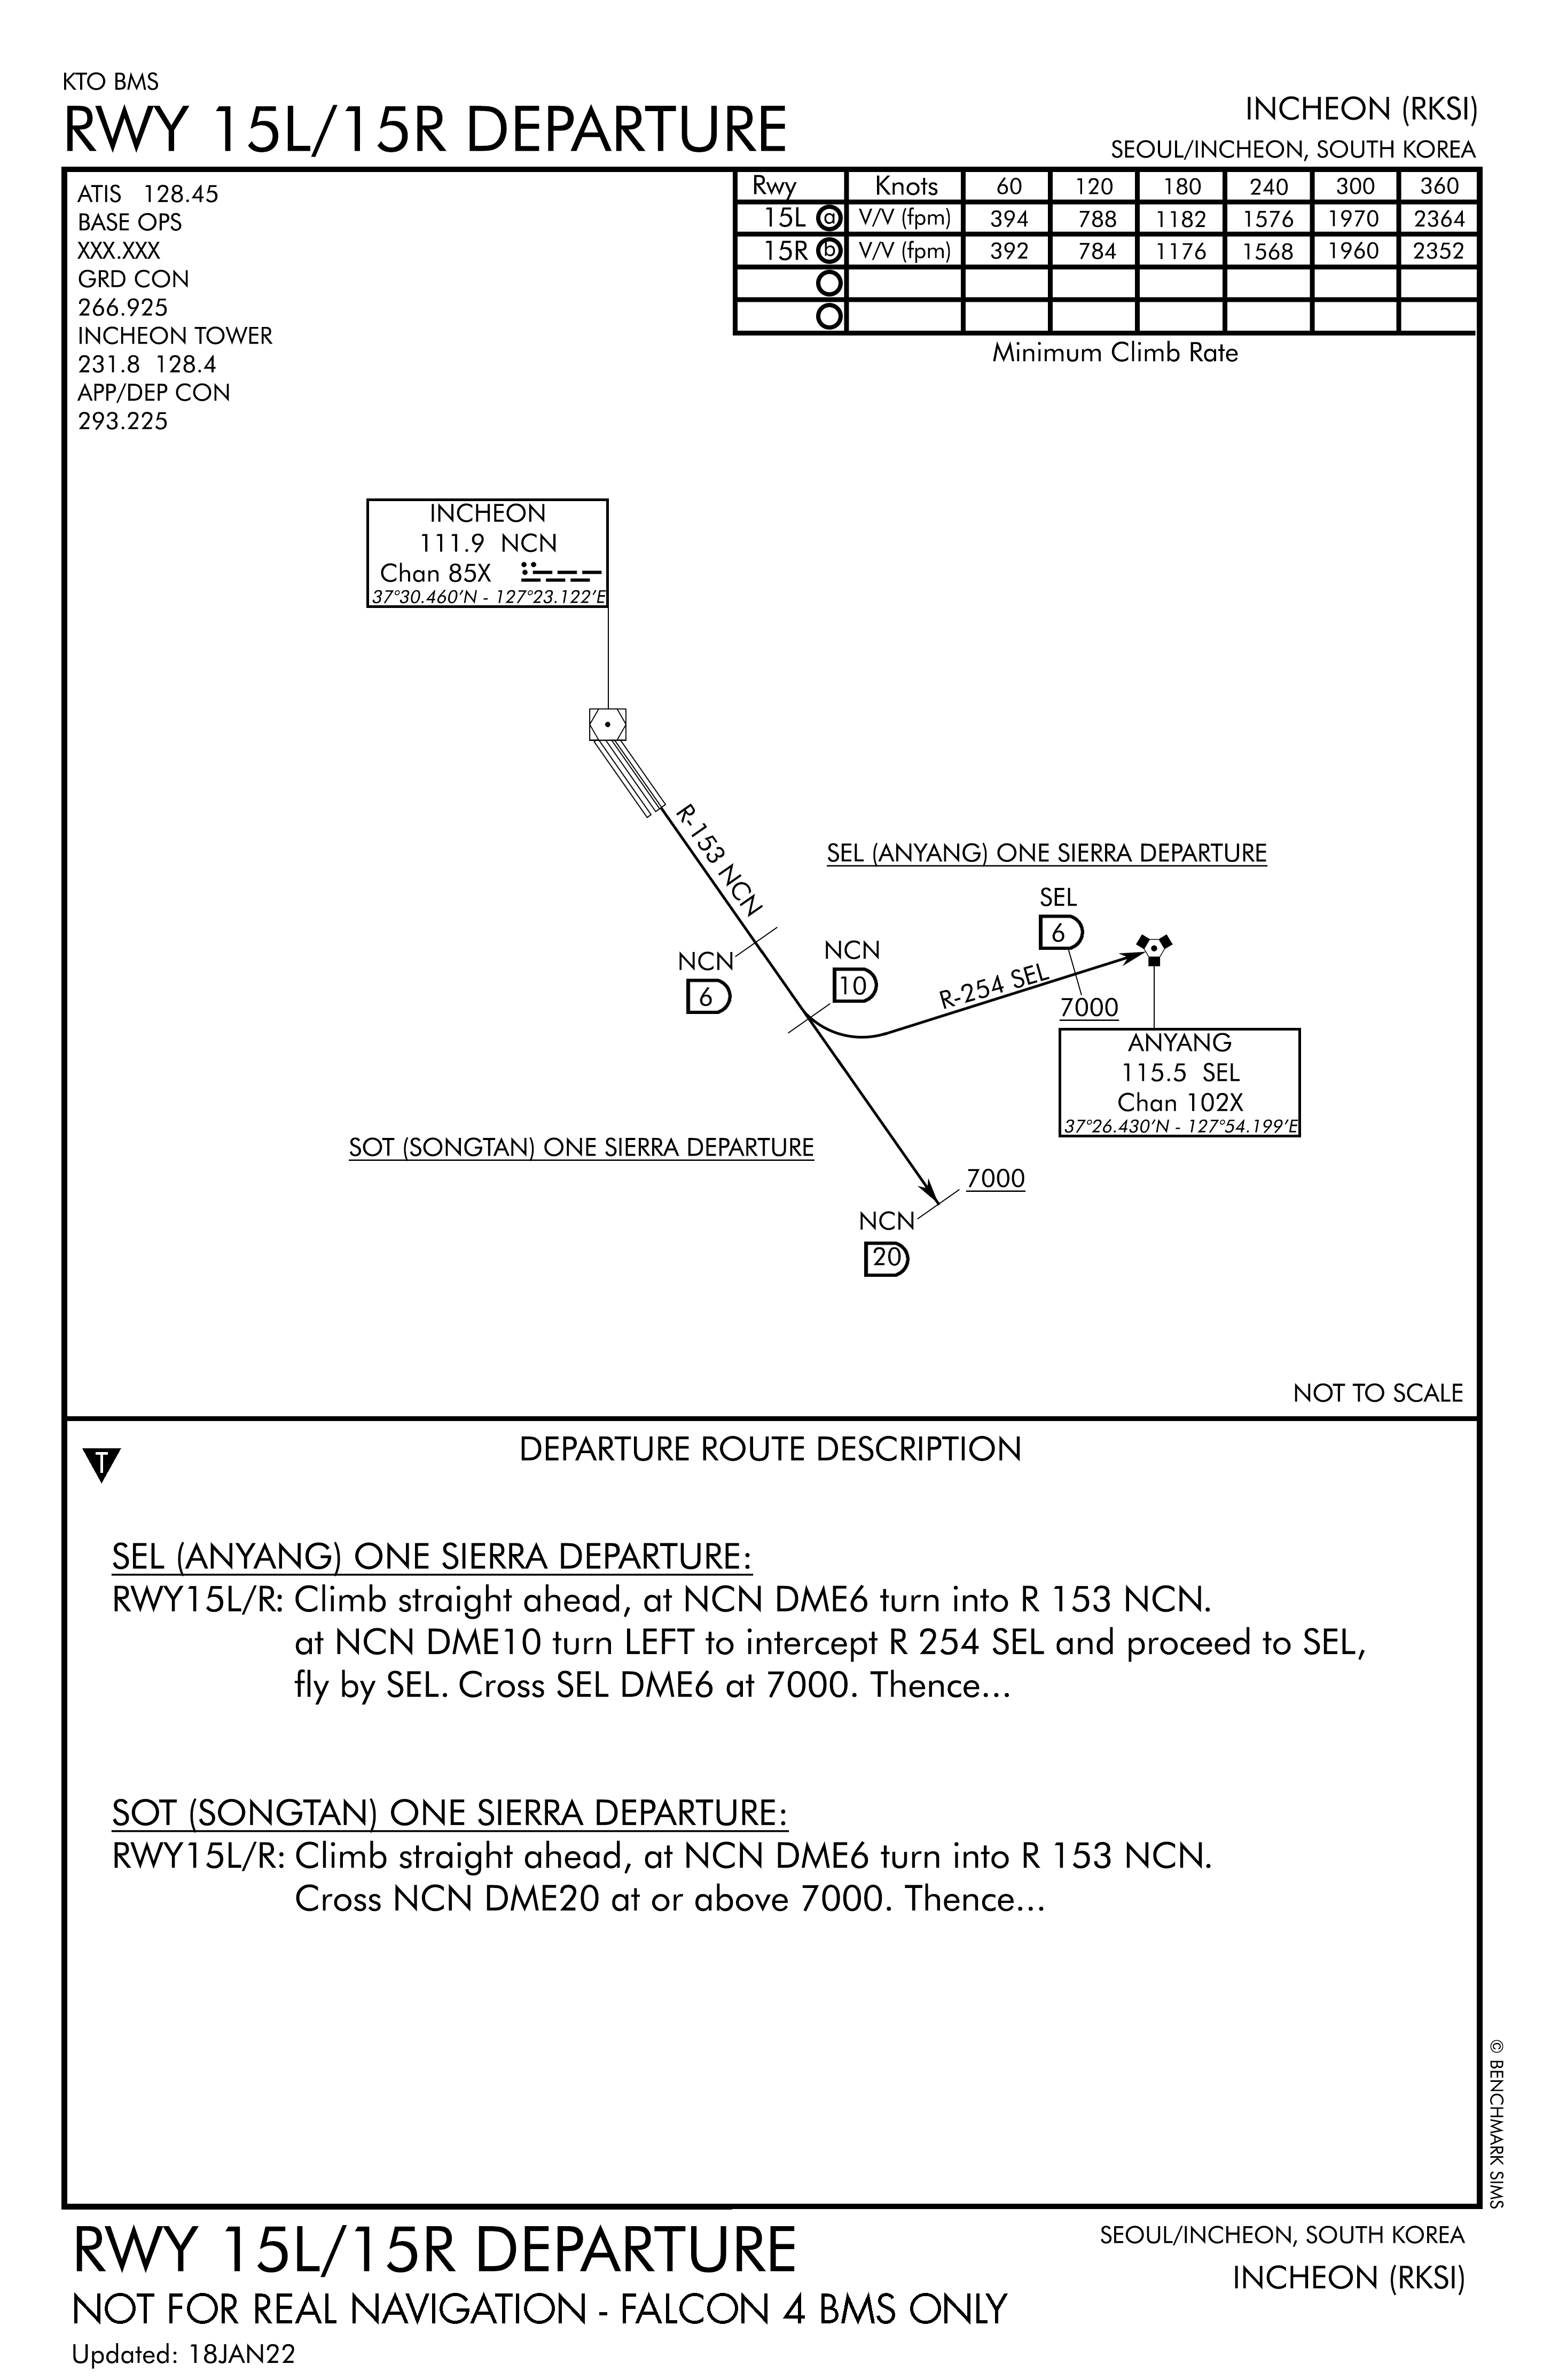 KTO BMS
RWY 15L/15R DEPARTURE
INCHEON (RKSI)
SEOUL/INCHEON, SOUTH KOREA
ATIS 128.45
BASE OPS
XXX.XXX
GRD CON
266.925
INCHEON TOWER
231.8 128.4
APP/DEP CON
293.225
Rwy Knots 60 120 180 240 300 360
15L a V/V (fpm) 394 788 1182 1576 1970 2364
15R b V/V (fpm) 392 784 1176 1568 1960 2352
Minimum Climb Rate
INCHEON
111.9 NCN
Chan 85X
37°30.460'N - 127°23.122'E
R-153 NCN
SEL (ANYANG) ONE SIERRA DEPARTURE
SEL
6
NCN
10
NCN
6
R-254 SEL
7000
ANYANG
115.5 SEL
Chan 102X
37°26.430'N - 127°54.199'E
SOT (SONGTAN) ONE SIERRA DEPARTURE
7000
NCN
20
NOT TO SCALE
T
DEPARTURE ROUTE DESCRIPTION
SEL (ANYANG) ONE SIERRA DEPARTURE:
RWY15L/R: Climb straight ahead, at NCN DME6 turn into R 153 NCN.
at NCN DME10 turn LEFT to intercept R 254 SEL and proceed to SEL,
fly by SEL. Cross SEL DME6 at 7000. Thence...
SOT (SONGTAN) ONE SIERRA DEPARTURE:
RWY15L/R: Climb straight ahead, at NCN DME6 turn into R 153 NCN.
Cross NCN DME20 at or above 7000. Thence...
© BENCHMARK SIMS
RWY 15L/15R DEPARTURE
SEOUL/INCHEON, SOUTH KOREA
INCHEON (RKSI)
NOT FOR REAL NAVIGATION - FALCON 4 BMS ONLY
Updated: 18JAN22